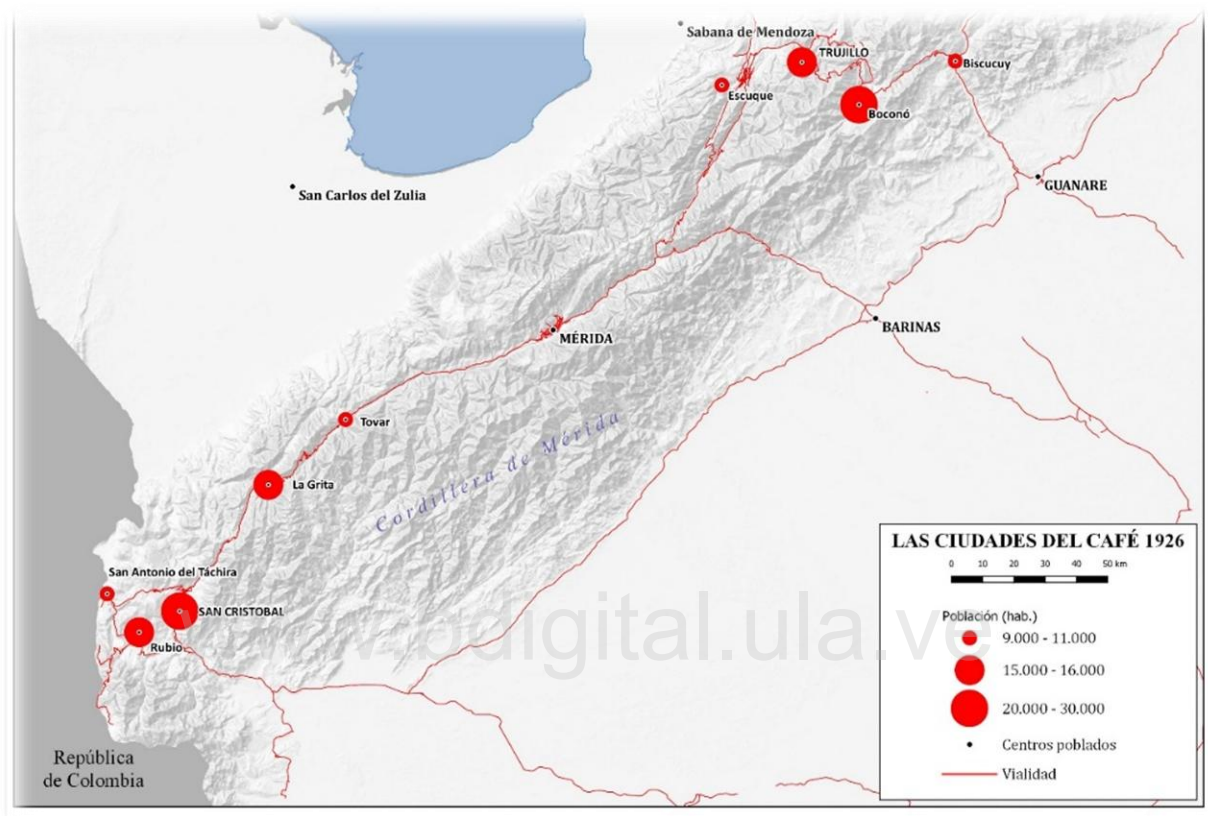 Sabana de Mendoza
TRUJILLO
Biscucuy
Escuque
Boconó
San Carlos del Zulia
GUANARE
MÉRIDA
BARINAS
Tovar
Cordillera de Mérida
La Grita
San Antonio del Táchira
SAN CRISTOBAL
Rubio
República
de Colombia
www.bdigital.ula.ve
LAS CIUDADES DEL CAFÉ 1926
0 10 20 30 40 50 km
Población (hab.)
9.000 - 11.000
15.000 - 16.000
20.000 - 30.000
Centros poblados
Vialidad